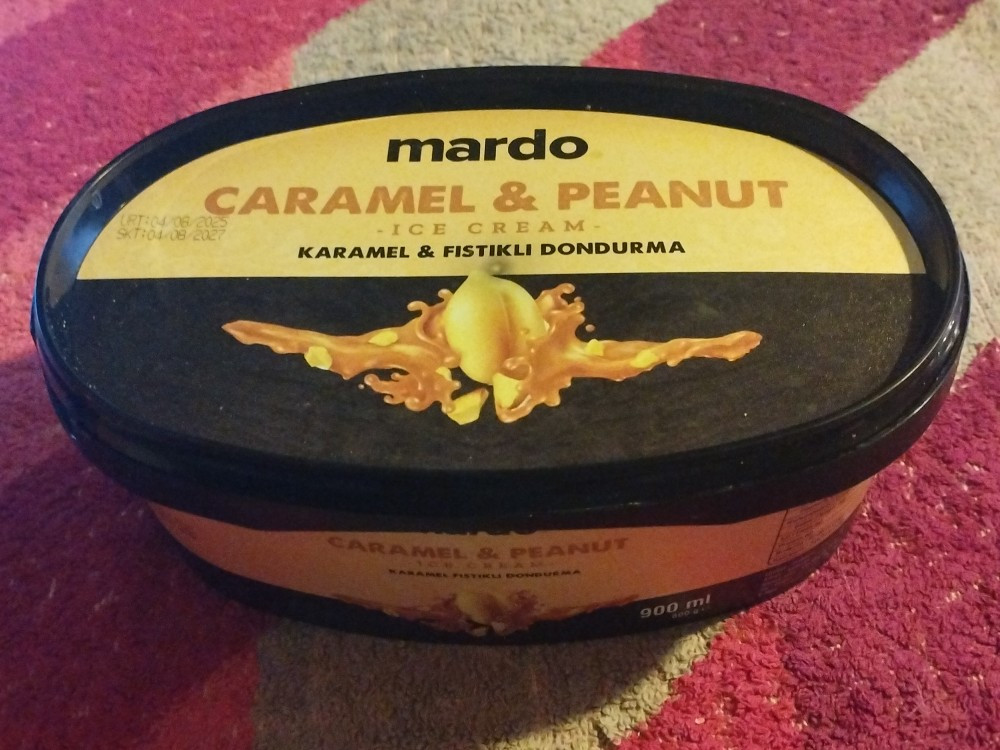 mardo
CARAMEL & PEANUT
ÜRT:04/08/2025
SKT:04/08/2027
-ICE CREAM-
KARAMEL & FISTIKLI DONDURMA
CARAMEL & PEANUT
ICE CREAM
KARAMEL FISTIKLI DONDURMA
900 ml